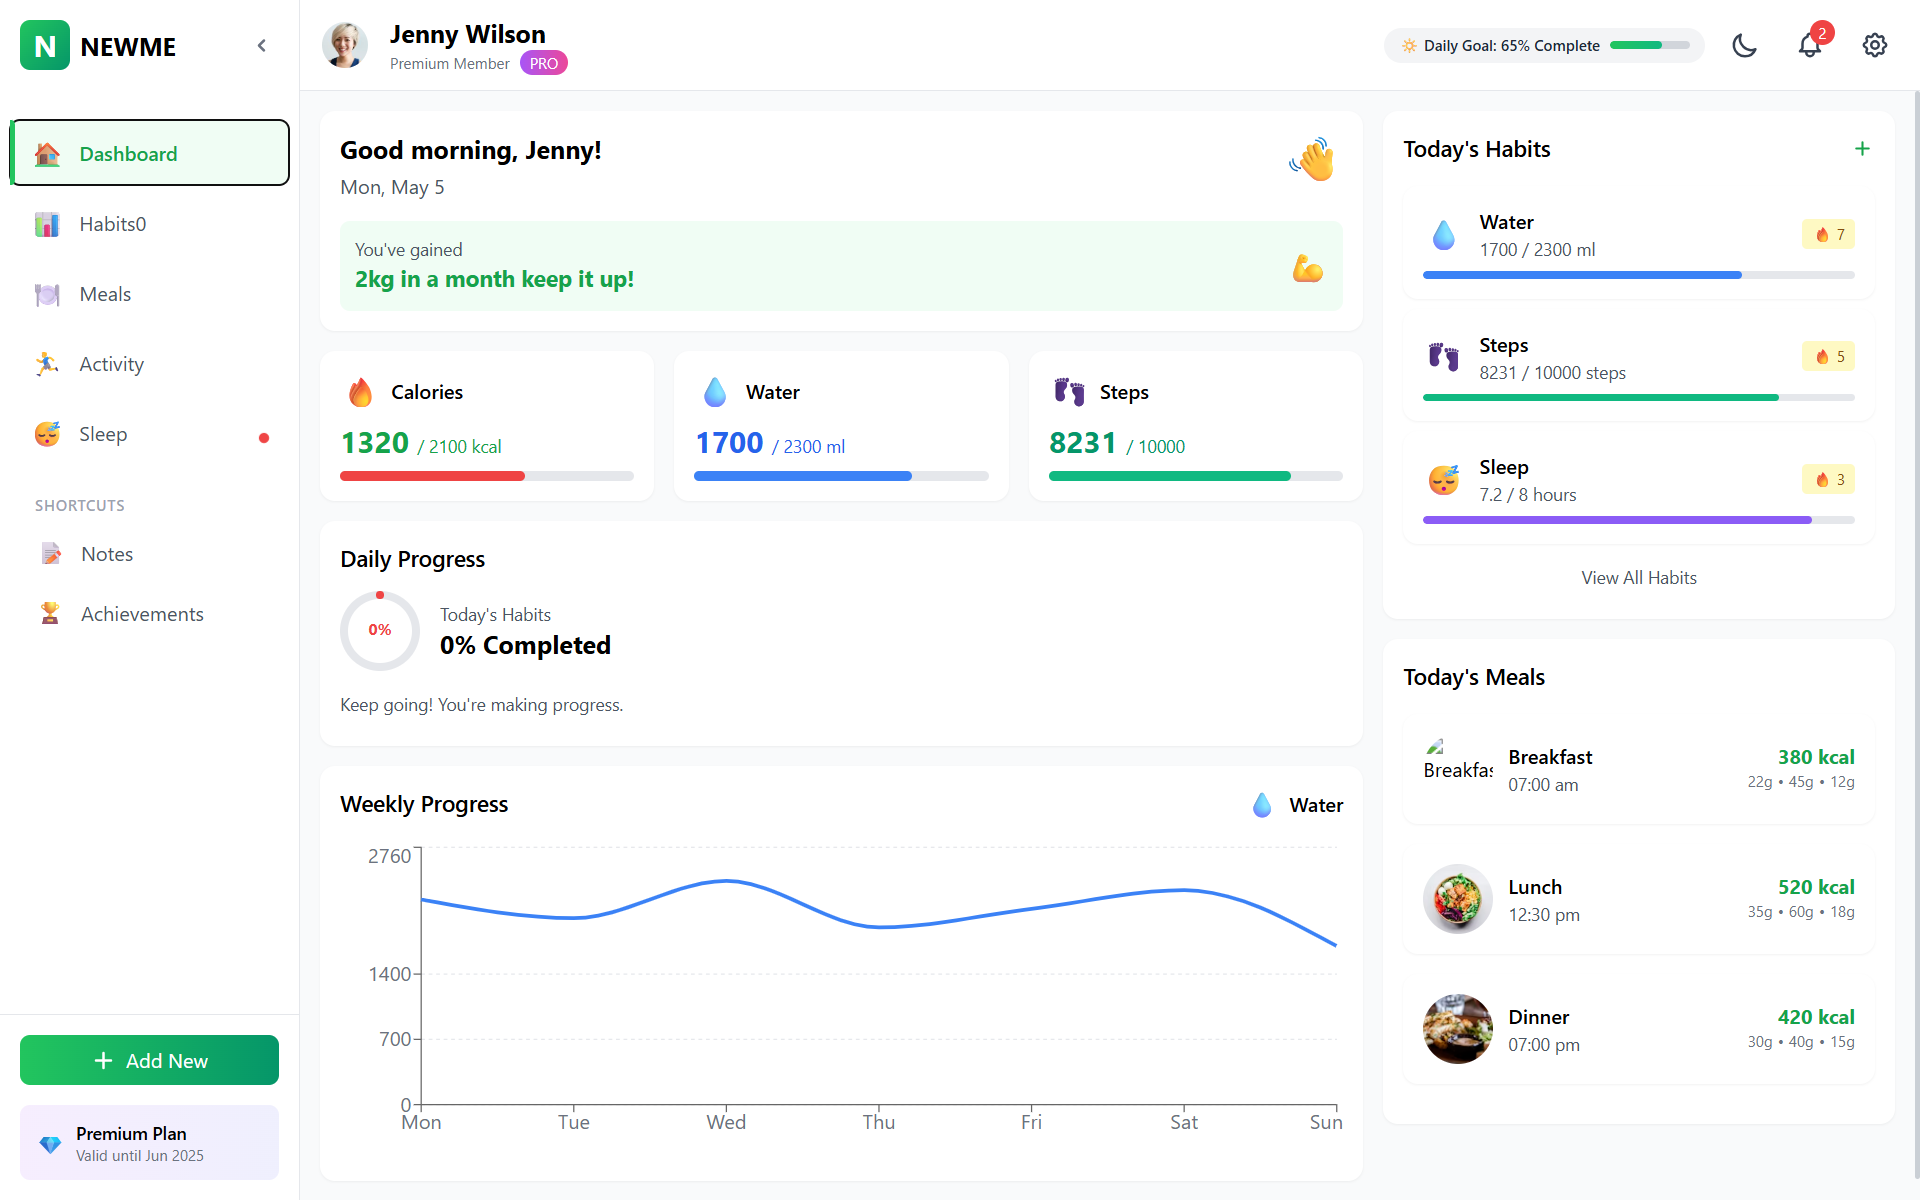 N NEWME
Dashboard
Habits0
Meals
Activity
Sleep
SHORTCUTS
Notes
Achievements
+ Add New
Premium Plan
Valid until Jun 2025
Jenny Wilson
Premium Member PRO
Daily Goal: 65% Complete
2
Good morning, Jenny!
Mon, May 5
You've gained
2kg in a month keep it up!
Calories
1320 / 2100 kcal
Water
1700 / 2300 ml
Steps
8231 / 10000
Daily Progress
0%
Today's Habits
0% Completed
Keep going! You're making progress.
Weekly Progress
Water
2760
1400
700
0
Mon Tue Wed Thu Fri Sat Sun
Today's Habits +
Water
1700 / 2300 ml
7
Steps
8231 / 10000 steps
5
Sleep
7.2 / 8 hours
3
View All Habits
Today's Meals
Breakfas
Breakfast
07:00 am
380 kcal
22g • 45g • 12g
Lunch
12:30 pm
520 kcal
35g • 60g • 18g
Dinner
07:00 pm
420 kcal
30g • 40g • 15g